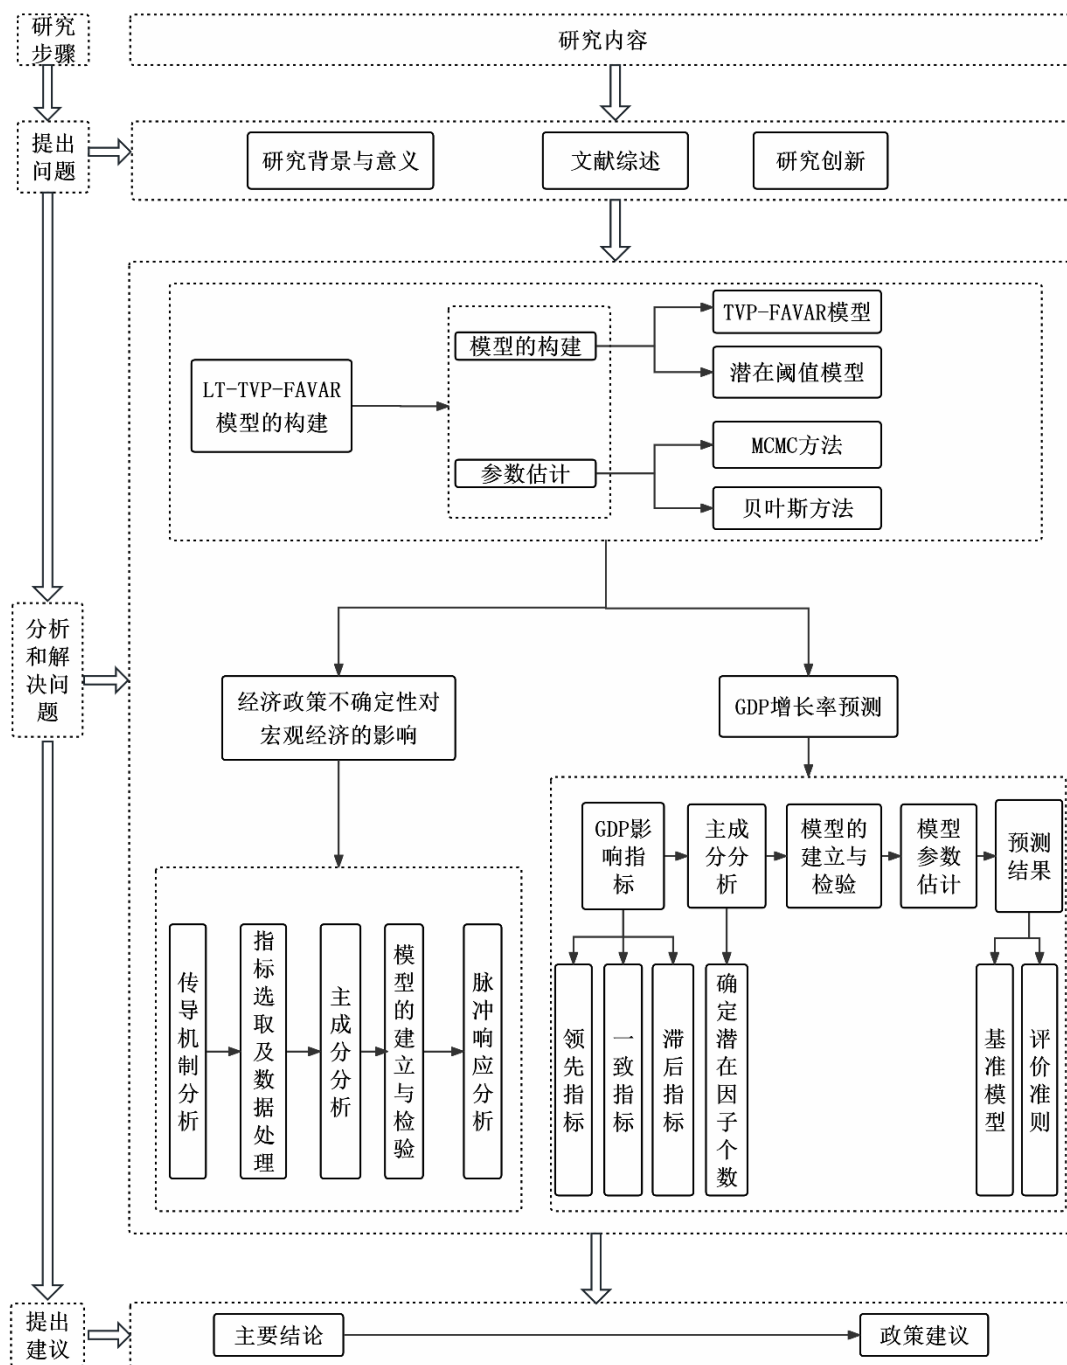 研究
步骤
研究内容
提出
问题
研究背景与意义
文献综述
研究创新
LT-TVP-FAVAR
模型的构建
模型的构建
参数估计
TVP-FAVAR模型
潜在阈值模型
MCMC方法
贝叶斯方法
分析
和解
决问
题
经济政策不确定性对
宏观经济的影响
GDP增长率预测
传导机制分析
指标选取及数据处理
主成分分析
模型的建立与检验
脉冲响应分析
GDP影
响指
标
主成
分分
析
模型的
建立与
检验
模型
参数
估计
预测
结果
领先指标
一致指标
滞后指标
确定潜在因子个数
基准模型
评价准则
提出
建议
主要结论
政策建议